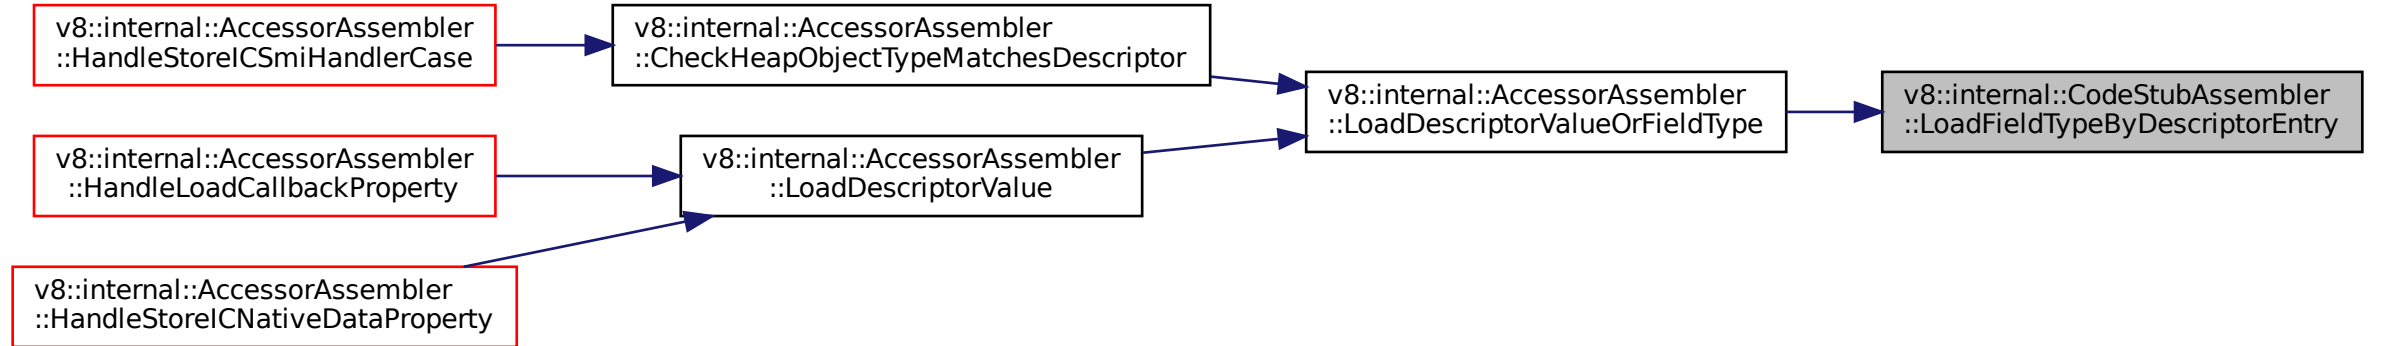 v8::internal::AccessorAssembler
::HandleStoreICSmiHandlerCase
v8::internal::AccessorAssembler
::CheckHeapObjectTypeMatchesDescriptor
v8::internal::AccessorAssembler
::LoadDescriptorValueOrFieldType
v8::internal::CodeStubAssembler
::LoadFieldTypeByDescriptorEntry
v8::internal::AccessorAssembler
::HandleLoadCallbackProperty
v8::internal::AccessorAssembler
::LoadDescriptorValue
v8::internal::AccessorAssembler
::HandleStoreICNativeDataProperty